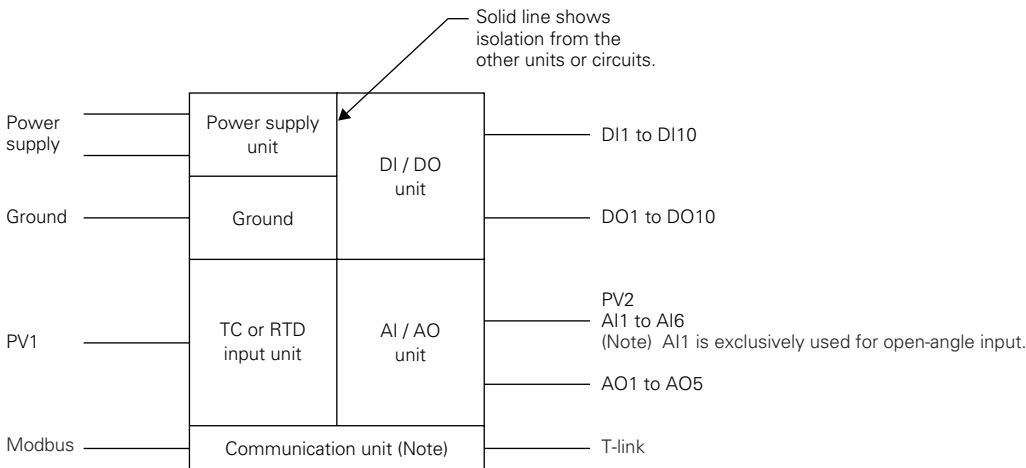 Solid line shows
isolation from the
other units or circuits.
Power
supply
Power supply
unit
DI / DO
unit
DI1 to DI10
Ground
Ground
DO1 to DO10
PV1
TC or RTD
input unit
AI / AO
unit
PV2
AI1 to AI6
(Note) AI1 is exclusively used for open-angle input.
AO1 to AO5
Modbus
Communication unit (Note)
T-link